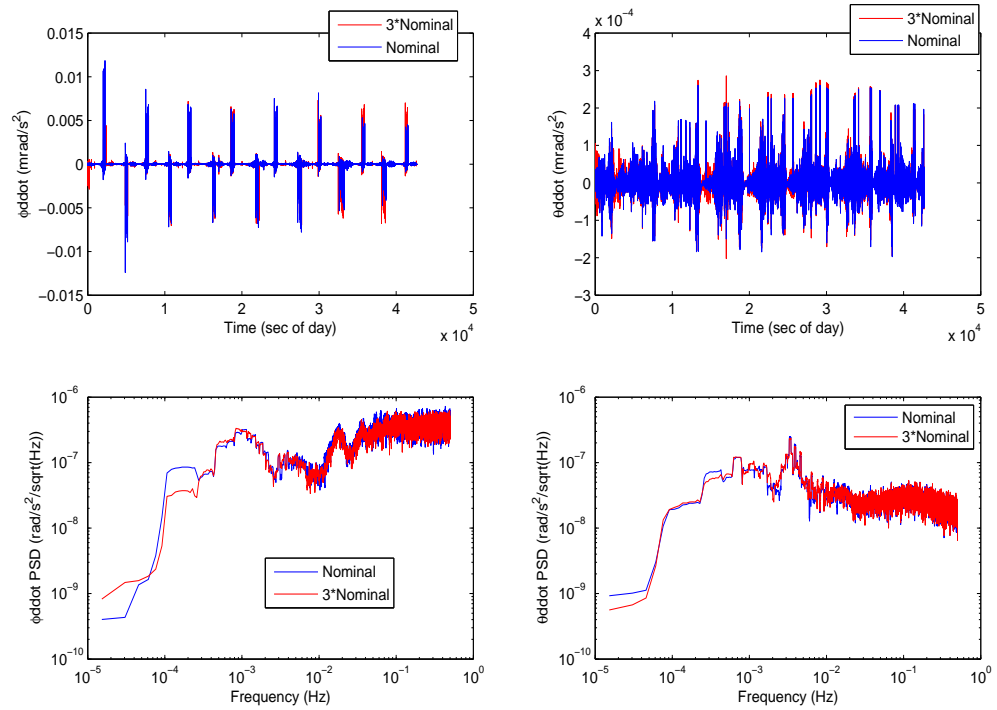 3*Nominal
Nominal
0.015
0.01
0.005
0
−0.005
−0.01
−0.015
ϕddot (mrad/s²)
0 1 2 3 4 5
x 10⁴
Time (sec of day)
x 10⁻⁴
3*Nominal
Nominal
4
3
2
1
0
−1
−2
−3
θddot (mrad/s²)
0 1 2 3 4 5
x 10⁴
Time (sec of day)
10⁻⁶
10⁻⁷
10⁻⁸
10⁻⁹
10⁻¹⁰
ϕddot PSD (rad/s²/sqrt(Hz))
Nominal
3*Nominal
10⁻⁵ 10⁻⁴ 10⁻³ 10⁻² 10⁻¹ 10⁰
Frequency (Hz)
10⁻⁶
10⁻⁷
10⁻⁸
10⁻⁹
10⁻¹⁰
θddot PSD (rad/s²/sqrt(Hz))
Nominal
3*Nominal
10⁻⁵ 10⁻⁴ 10⁻³ 10⁻² 10⁻¹ 10⁰
Frequency (Hz)